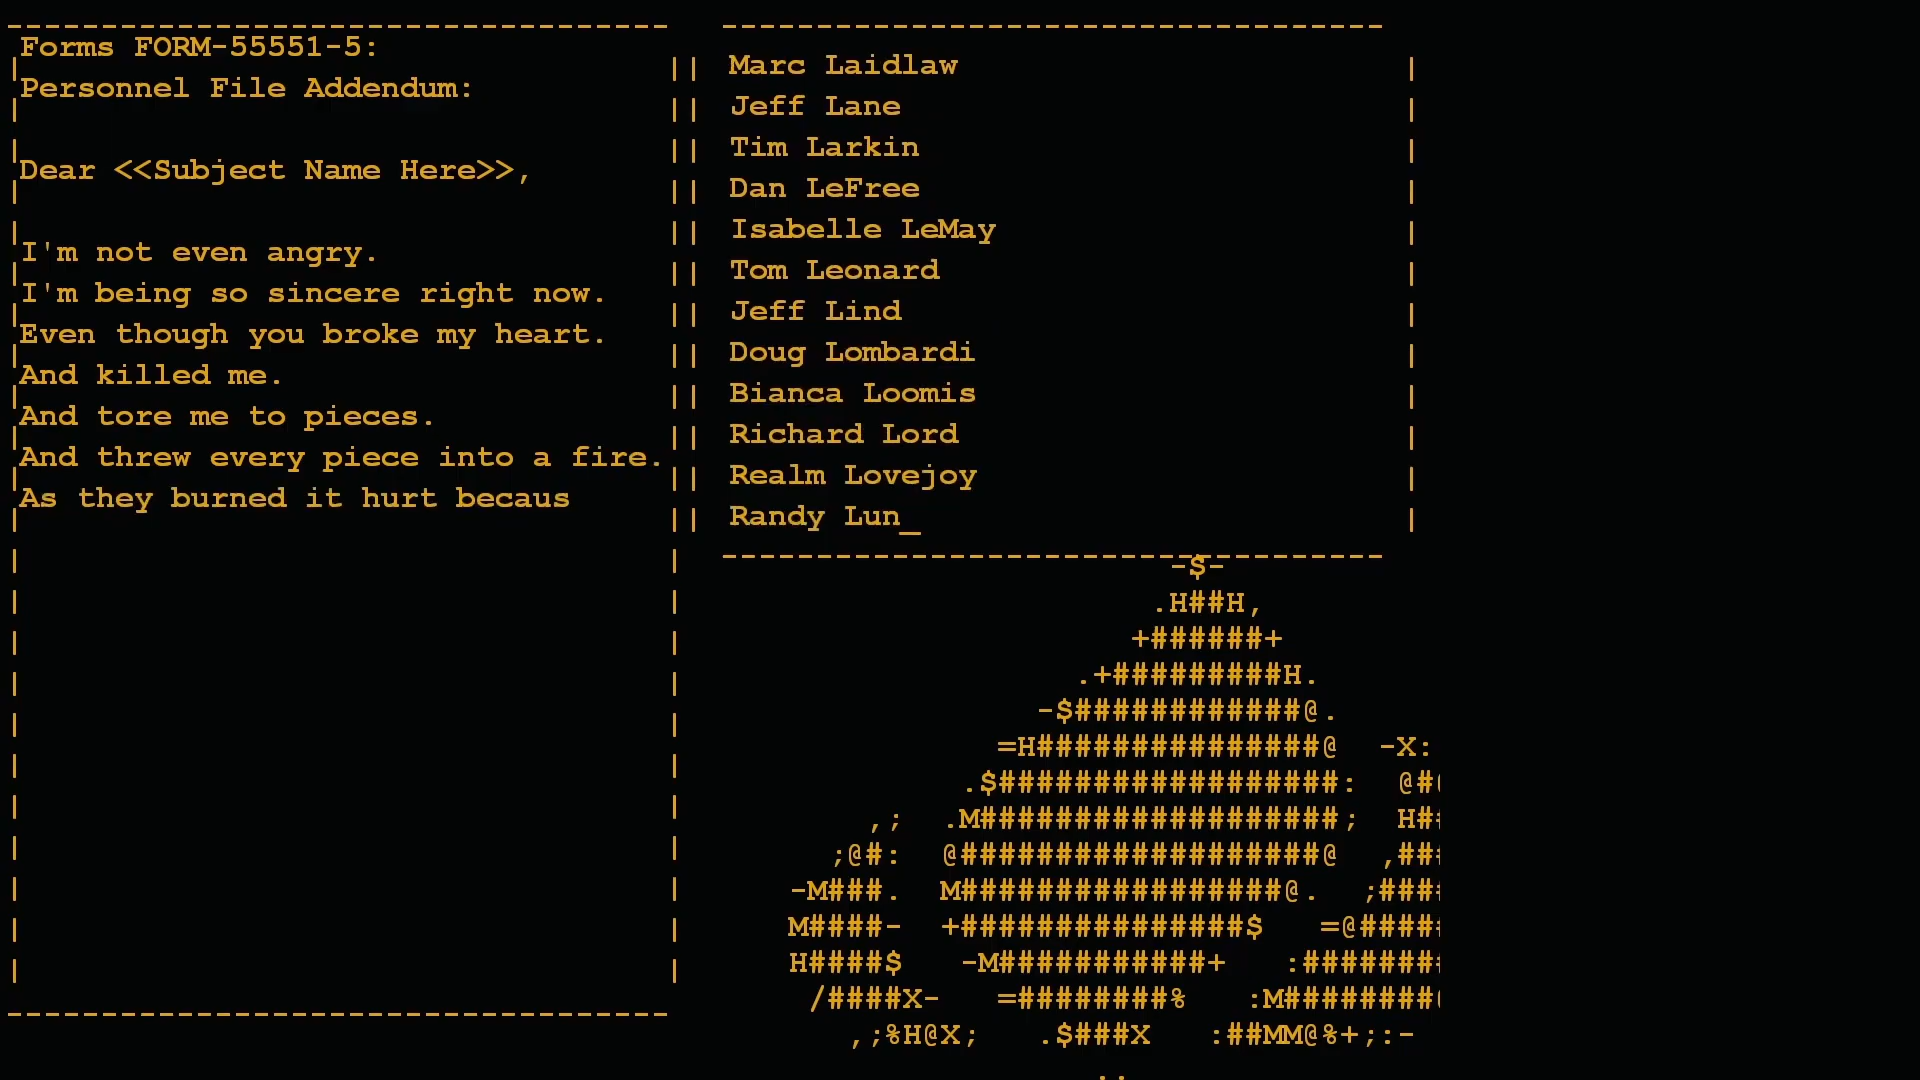 Forms FORM-55551-5:
Personnel File Addendum:
Dear <<Subject Name Here>>,
I'm not even angry.
I'm being so sincere right now.
Even though you broke my heart.
And killed me.
And tore me to pieces.
And threw every piece into a fire.
As they burned it hurt becaus
Marc Laidlaw
Jeff Lane
Tim Larkin
Dan LeFree
Isabelle LeMay
Tom Leonard
Jeff Lind
Doug Lombardi
Bianca Loomis
Richard Lord
Realm Lovejoy
Randy Lun_